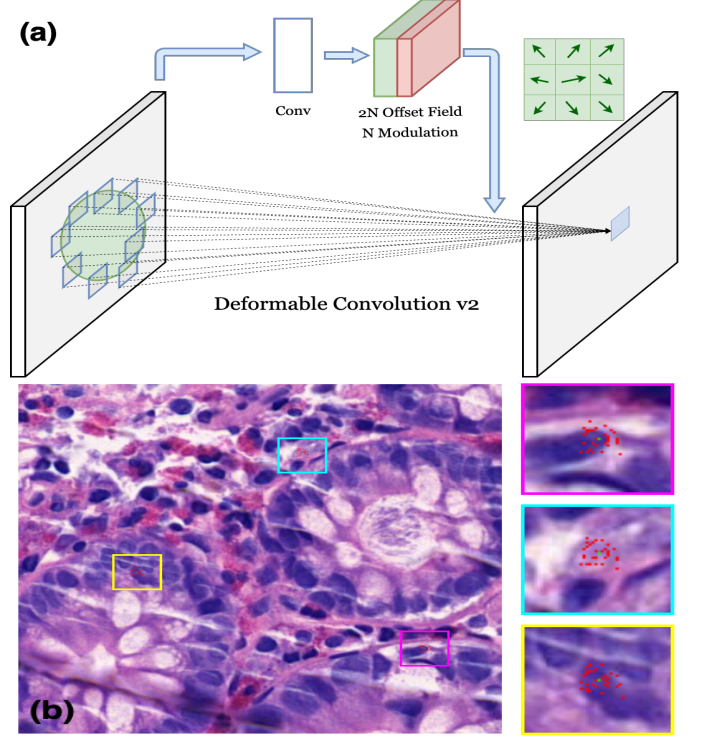 (a)
Conv
2N Offset Field
N Modulation
Deformable Convolution v2
(b)